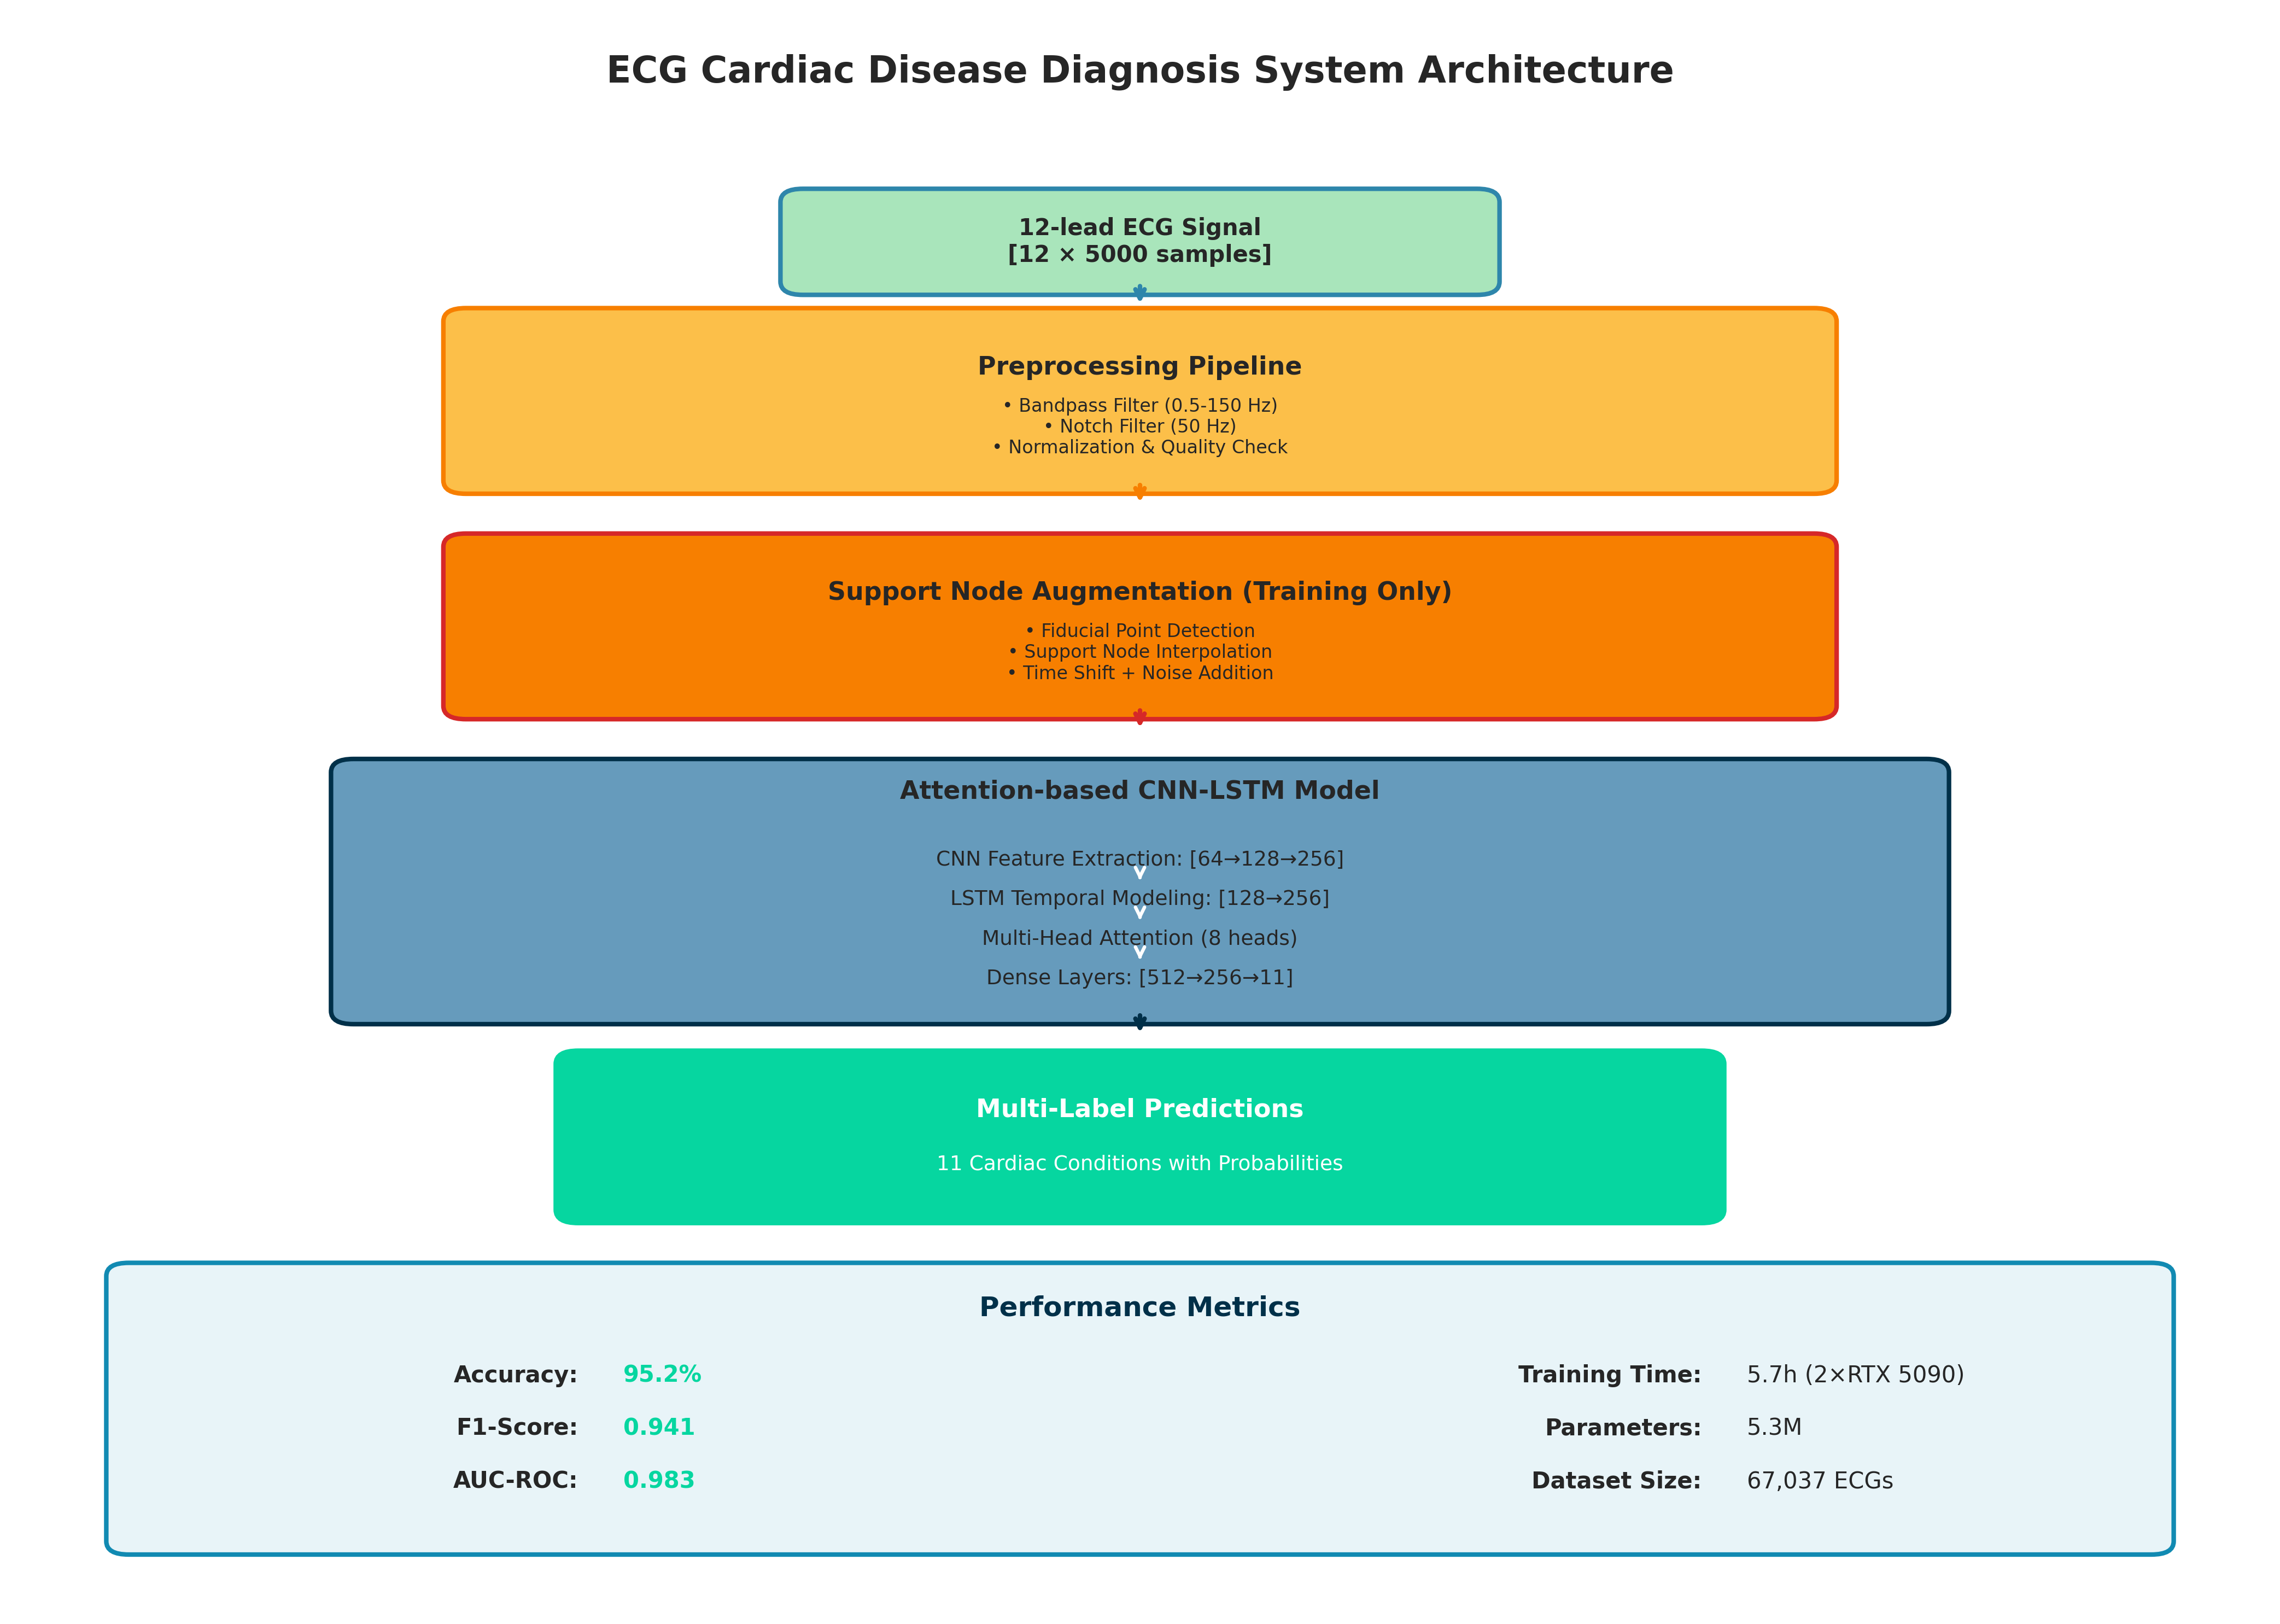 ECG Cardiac Disease Diagnosis System Architecture
12-lead ECG Signal
[12 × 5000 samples]
Preprocessing Pipeline
• Bandpass Filter (0.5-150 Hz)
• Notch Filter (50 Hz)
• Normalization & Quality Check
Support Node Augmentation (Training Only)
• Fiducial Point Detection
• Support Node Interpolation
• Time Shift + Noise Addition
Attention-based CNN-LSTM Model
CNN Feature Extraction: [64→128→256]
LSTM Temporal Modeling: [128→256]
Multi-Head Attention (8 heads)
Dense Layers: [512→256→11]
Multi-Label Predictions
11 Cardiac Conditions with Probabilities
Performance Metrics
Accuracy: 95.2%
F1-Score: 0.941
AUC-ROC: 0.983
Training Time: 5.7h (2×RTX 5090)
Parameters: 5.3M
Dataset Size: 67,037 ECGs